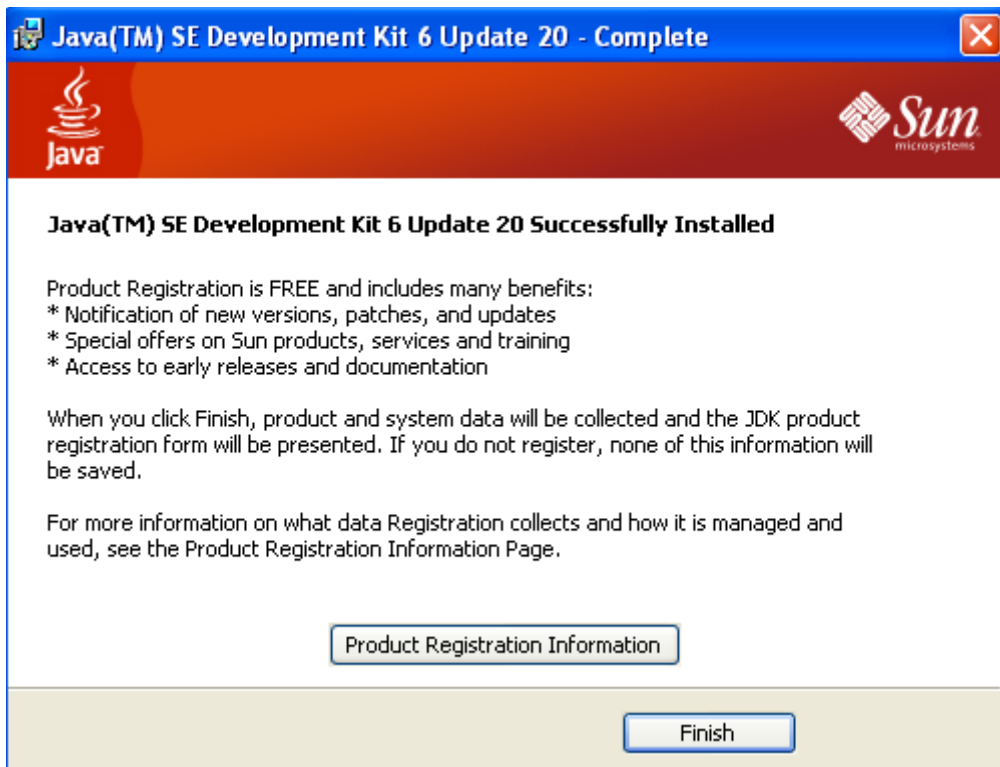 Java(TM) SE Development Kit 6 Update 20 - Complete
Java
Sun
microsystems
Java(TM) SE Development Kit 6 Update 20 Successfully Installed
Product Registration is FREE and includes many benefits:
* Notification of new versions, patches, and updates
* Special offers on Sun products, services and training
* Access to early releases and documentation
When you click Finish, product and system data will be collected and the JDK product
registration form will be presented. If you do not register, none of this information will
be saved.
For more information on what data Registration collects and how it is managed and
used, see the Product Registration Information Page.
Product Registration Information
Finish